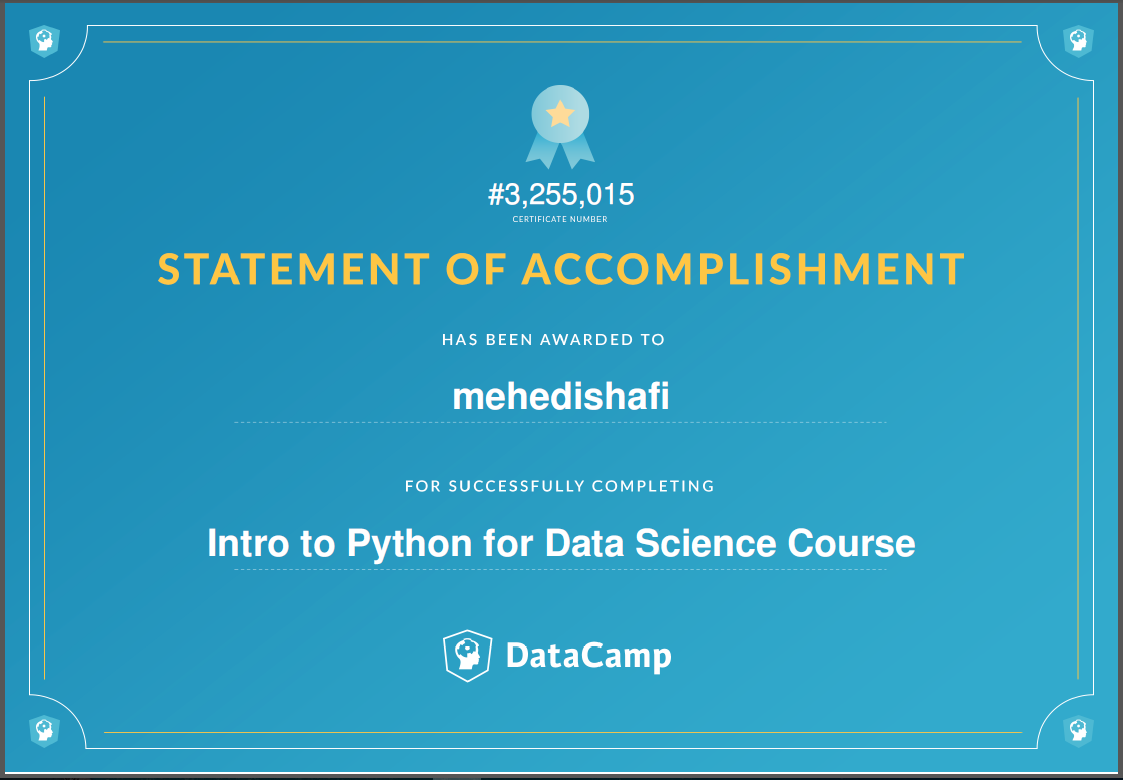 #3,255,015
CERTIFICATE NUMBER
STATEMENT OF ACCOMPLISHMENT
HAS BEEN AWARDED TO
mehedishafi
FOR SUCCESSFULLY COMPLETING
Intro to Python for Data Science Course
DataCamp